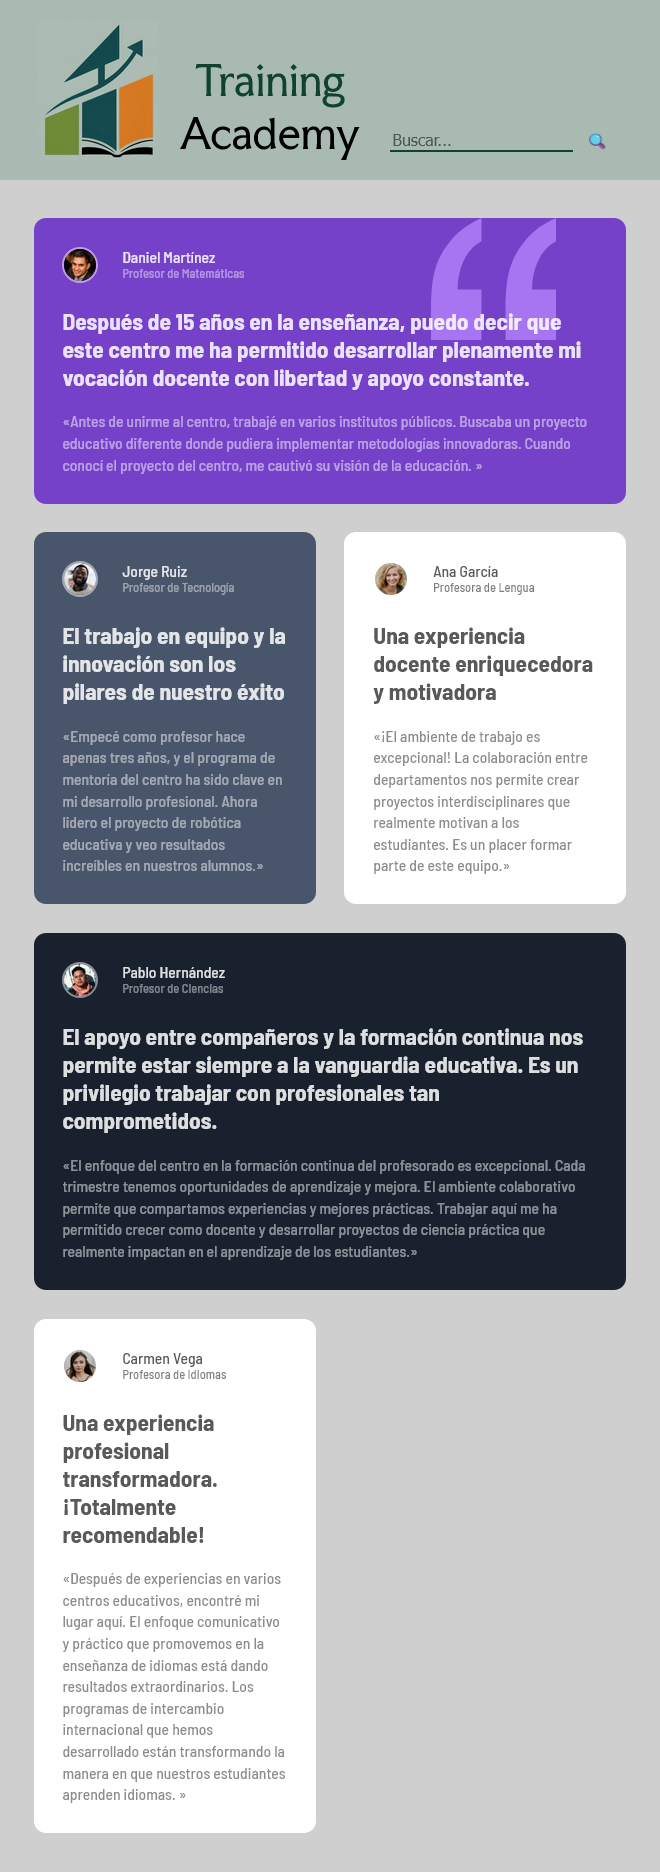 Training
Academy
Buscar...
Daniel Martínez
Profesor de Matemáticas
Después de 15 años en la enseñanza, puedo decir que
este centro me ha permitido desarrollar plenamente mi
vocación docente con libertad y apoyo constante.
«Antes de unirme al centro, trabajé en varios institutos públicos. Buscaba un proyecto
educativo diferente donde pudiera implementar metodologías innovadoras. Cuando
conocí el proyecto del centro, me cautivó su visión de la educación. »
Jorge Ruiz
Profesor de Tecnología
El trabajo en equipo y la
innovación son los
pilares de nuestro éxito
«Empecé como profesor hace
apenas tres años, y el programa de
mentoría del centro ha sido clave en
mi desarrollo profesional. Ahora
lidero el proyecto de robótica
educativa y veo resultados
increíbles en nuestros alumnos.»
Ana García
Profesora de Lengua
Una experiencia
docente enriquecedora
y motivadora
«¡El ambiente de trabajo es
excepcional! La colaboración entre
departamentos nos permite crear
proyectos interdisciplinares que
realmente motivan a los
estudiantes. Es un placer formar
parte de este equipo.»
Pablo Hernández
Profesor de Ciencias
El apoyo entre compañeros y la formación continua nos
permite estar siempre a la vanguardia educativa. Es un
privilegio trabajar con profesionales tan
comprometidos.
«El enfoque del centro en la formación continua del profesorado es excepcional. Cada
trimestre tenemos oportunidades de aprendizaje y mejora. El ambiente colaborativo
permite que compartamos experiencias y mejores prácticas. Trabajar aquí me ha
permitido crecer como docente y desarrollar proyectos de ciencia práctica que
realmente impactan en el aprendizaje de los estudiantes.»
Carmen Vega
Profesora de Idiomas
Una experiencia
profesional
transformadora.
¡Totalmente
recomendable!
«Después de experiencias en varios
centros educativos, encontré mi
lugar aquí. El enfoque comunicativo
y práctico que promovemos en la
enseñanza de idiomas está dando
resultados extraordinarios. Los
programas de intercambio
internacional que hemos
desarrollado están transformando la
manera en que nuestros estudiantes
aprenden idiomas. »